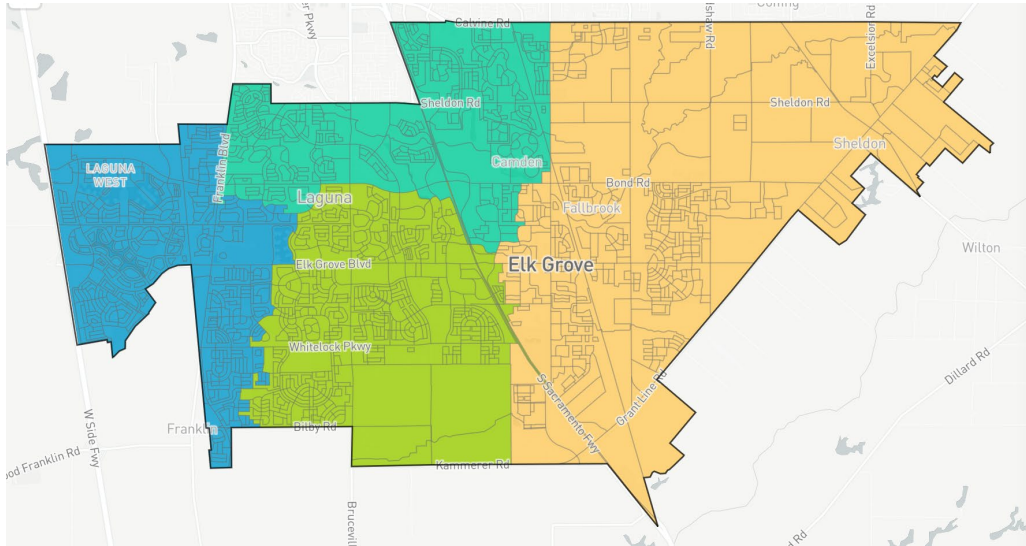 Calvine Rd
Excelsior Rd
Sheldon Rd
Sheldon Rd
Sheldon
Camden
LAGUNA
WEST
Franklin Blvd
Laguna
Bond Rd
Fallbrook
Wilton
Elk Grove Blvd
Elk Grove
Whitelock Pkwy
Dillard Rd
S Sacramento Fwy
Grant Line Rd
W Side Fwy
Franklin
Bilby Rd
Kammerer Rd
Franklin Rd